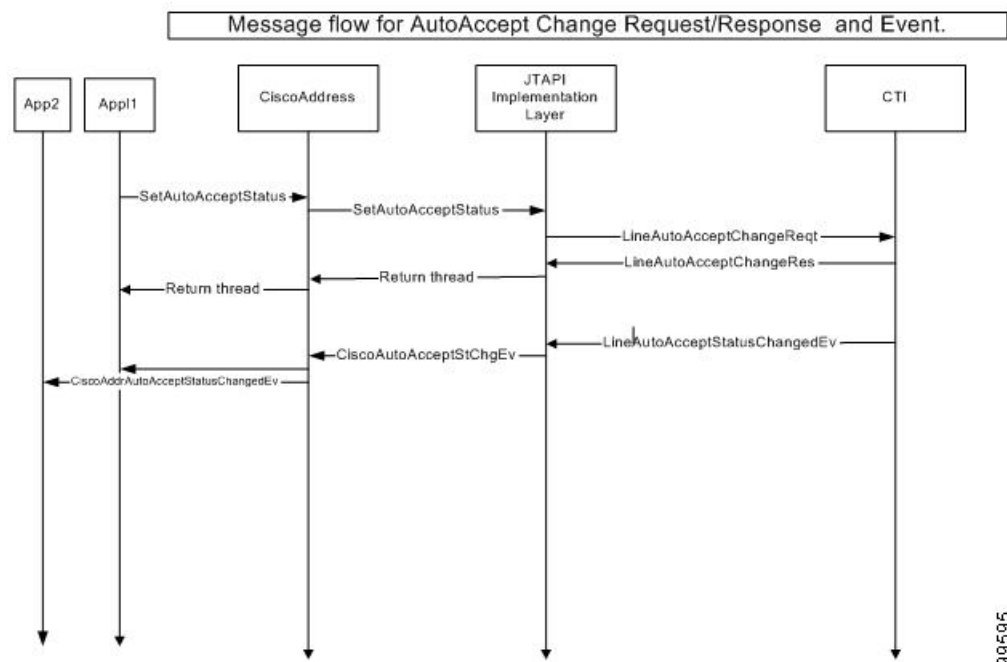 Message flow for AutoAccept Change Request/Response and Event.
App2
Appl1
CiscoAddress
JTAPI
Implementation
Layer
CTI
SetAutoAcceptStatus
SetAutoAcceptStatus
LineAutoAcceptChangeReqt
LineAutoAcceptChangeRes
Return thread
Return thread
LineAutoAcceptStatusChangedEv
CiscoAutoAcceptStChgEv
CiscoAddrAutoAcceptStatusChangedEv